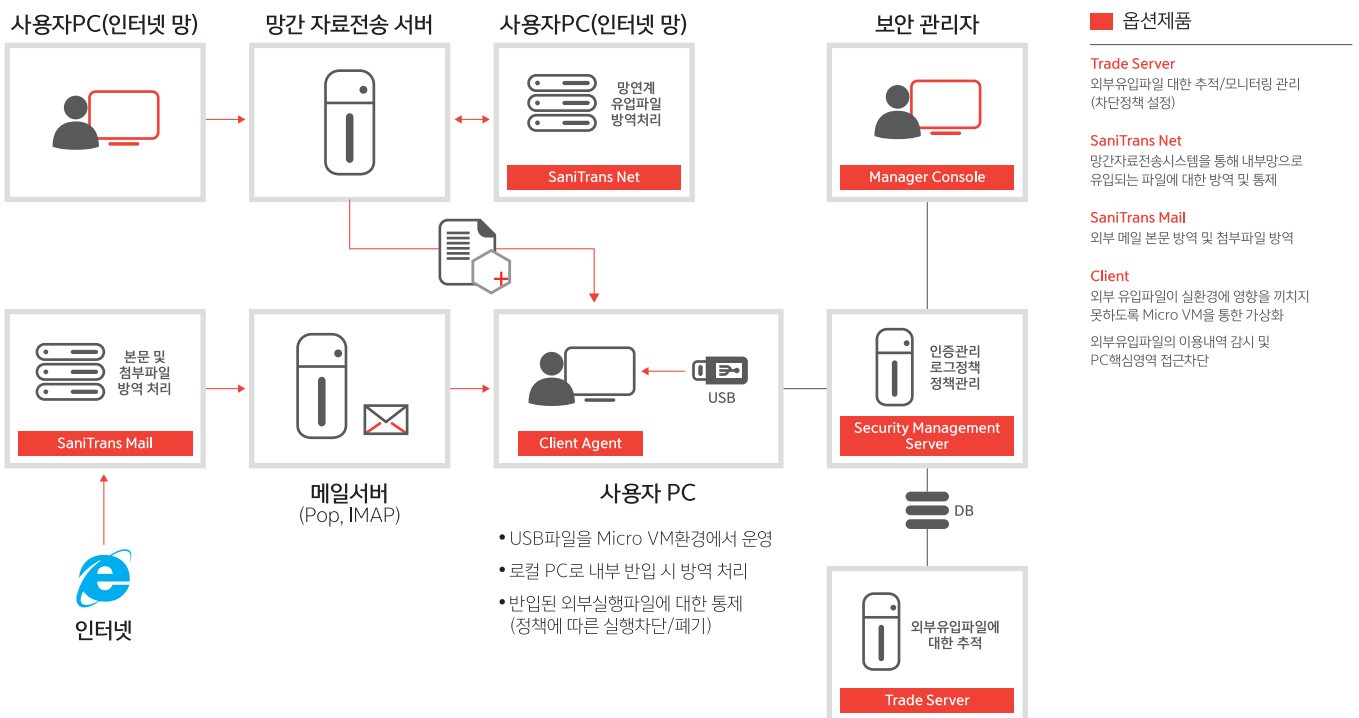 사용자PC(인터넷 망)
망간 자료전송 서버
사용자PC(인터넷 망)
망연계
유업파일
방역처리
SaniTrans Net
보안 관리자
Manager Console
본문 및
첨부파일
방역 처리
SaniTrans Mail
인터넷
메일서버
(Pop, IMAP)
USB
Client Agent
사용자 PC
• USB파일을 Micro VM환경에서 운영
• 로컬 PC로 내부 반입 시 방역 처리
• 반입된 외부실행파일에 대한 통제
(정책에 따른 실행차단/폐기)
인증관리
로그정책
정책관리
Security Management
Server
DB
외부유입파일에
대한 추적
Trade Server
옵션제품
Trade Server
외부유입파일 대한 추적/모니터링 관리
(차단정책 설정)
SaniTrans Net
망간자료전송시스템을 통해 내부망으로
유입되는 파일에 대한 방역 및 통제
SaniTrans Mail
외부 메일 본문 방역 및 첨부파일 방역
Client
외부 유입파일이 실환경에 영향을 끼치지
못하도록 Micro VM을 통한 가상화
외부유입파일의 이용내역 감시 및
PC핵심영역 접근차단